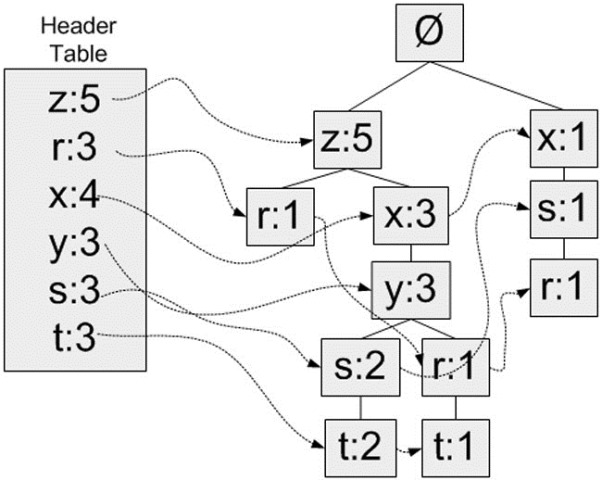 Header
Table
z:5
r:3
x:4
y:3
s:3
t:3
Ø
z:5
x:1
r:1
x:3
s:1
y:3
r:1
s:2
r:1
t:2
t:1